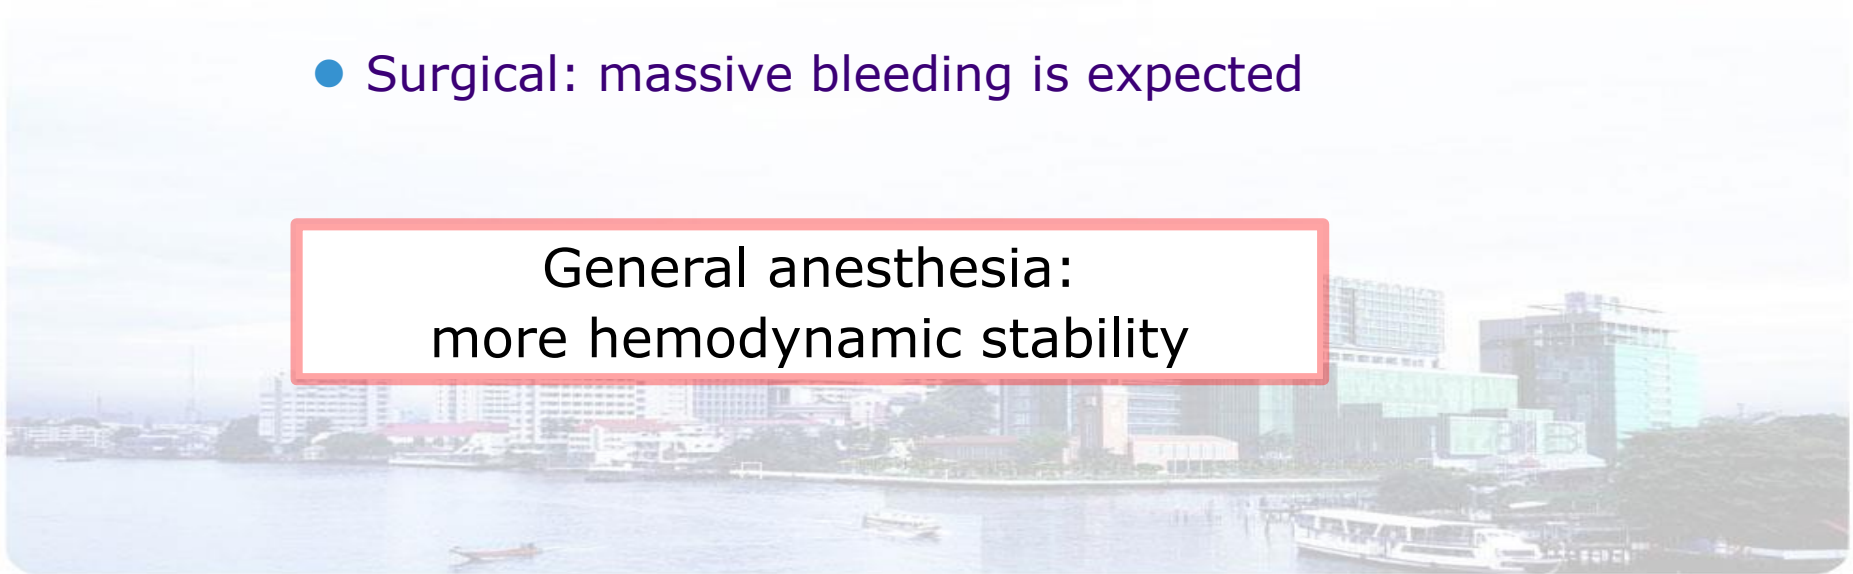 Surgical: massive bleeding is expected
General anesthesia:
more hemodynamic stability